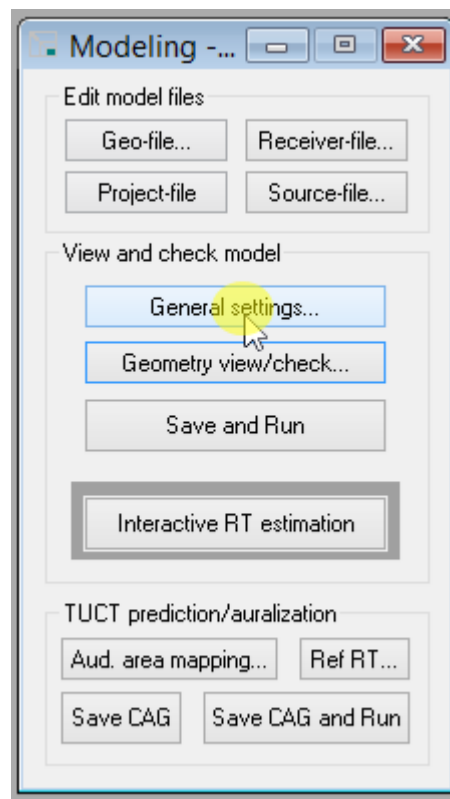 Modeling -...
Edit model files
Geo-file... Receiver-file...
Project-file Source-file...
View and check model
General settings...
Geometry view/check...
Save and Run
Interactive RT estimation
TUCT prediction/auralization
Aud. area mapping... Ref RT...
Save CAG Save CAG and Run